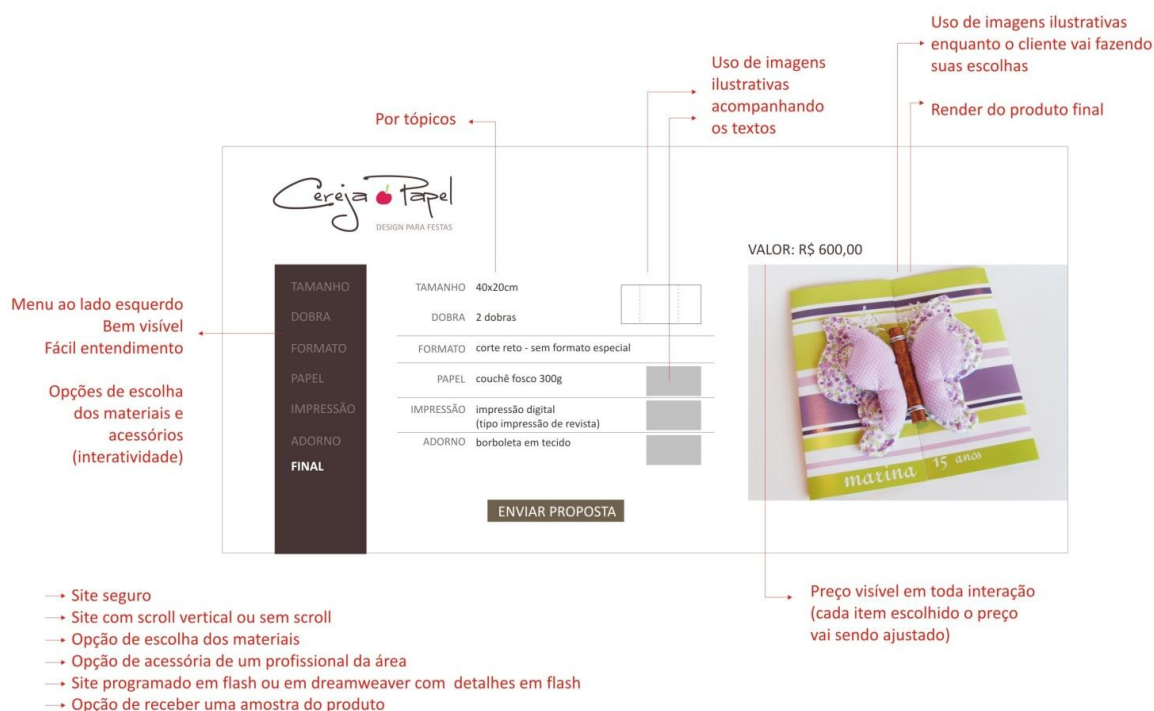 Uso de imagens ilustrativas
enquanto o cliente vai fazendo
suas escolhas
Render do produto final
Uso de imagens
ilustrativas
acompanhando
os textos
Por tópicos
Cereja Papel
DESIGN PARA FESTAS
VALOR: R$ 600,00
Menu ao lado esquerdo
Bem visível
Fácil entendimento
Opções de escolha
dos materiais e
acessórios
(interatividade)
TAMANHO
DOBRA
FORMATO
PAPEL
IMPRESSÃO
ADORNO
FINAL
TAMANHO 40x20cm
DOBRA 2 dobras
FORMATO corte reto - sem formato especial
PAPEL couchê fosco 300g
IMPRESSÃO impressão digital
(tipo impressão de revista)
ADORNO borboleta em tecido
ENVIAR PROPOSTA
marina 15 anos
Preço visível em toda interação
(cada item escolhido o preço
vai sendo ajustado)
Site seguro
Site com scroll vertical ou sem scroll
Opção de escolha dos materiais
Opção de acessória de um profissional da área
Site programado em flash ou em dreamweaver com detalhes em flash
Opção de receber uma amostra do produto